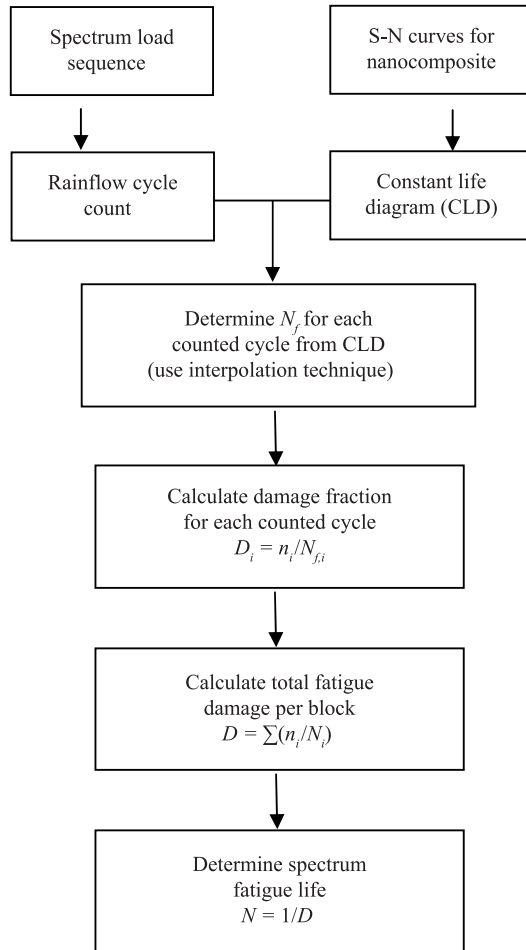 Spectrum load
sequence
S-N curves for
nanocomposite
Rainflow cycle
count
Constant life
diagram (CLD)
Determine N_f for each
counted cycle from CLD
(use interpolation technique)
Calculate damage fraction
for each counted cycle
D_i = n_i/N_{f,i}
Calculate total fatigue
damage per block
D = ∑(n_i/N_i)
Determine spectrum
fatigue life
N = 1/D